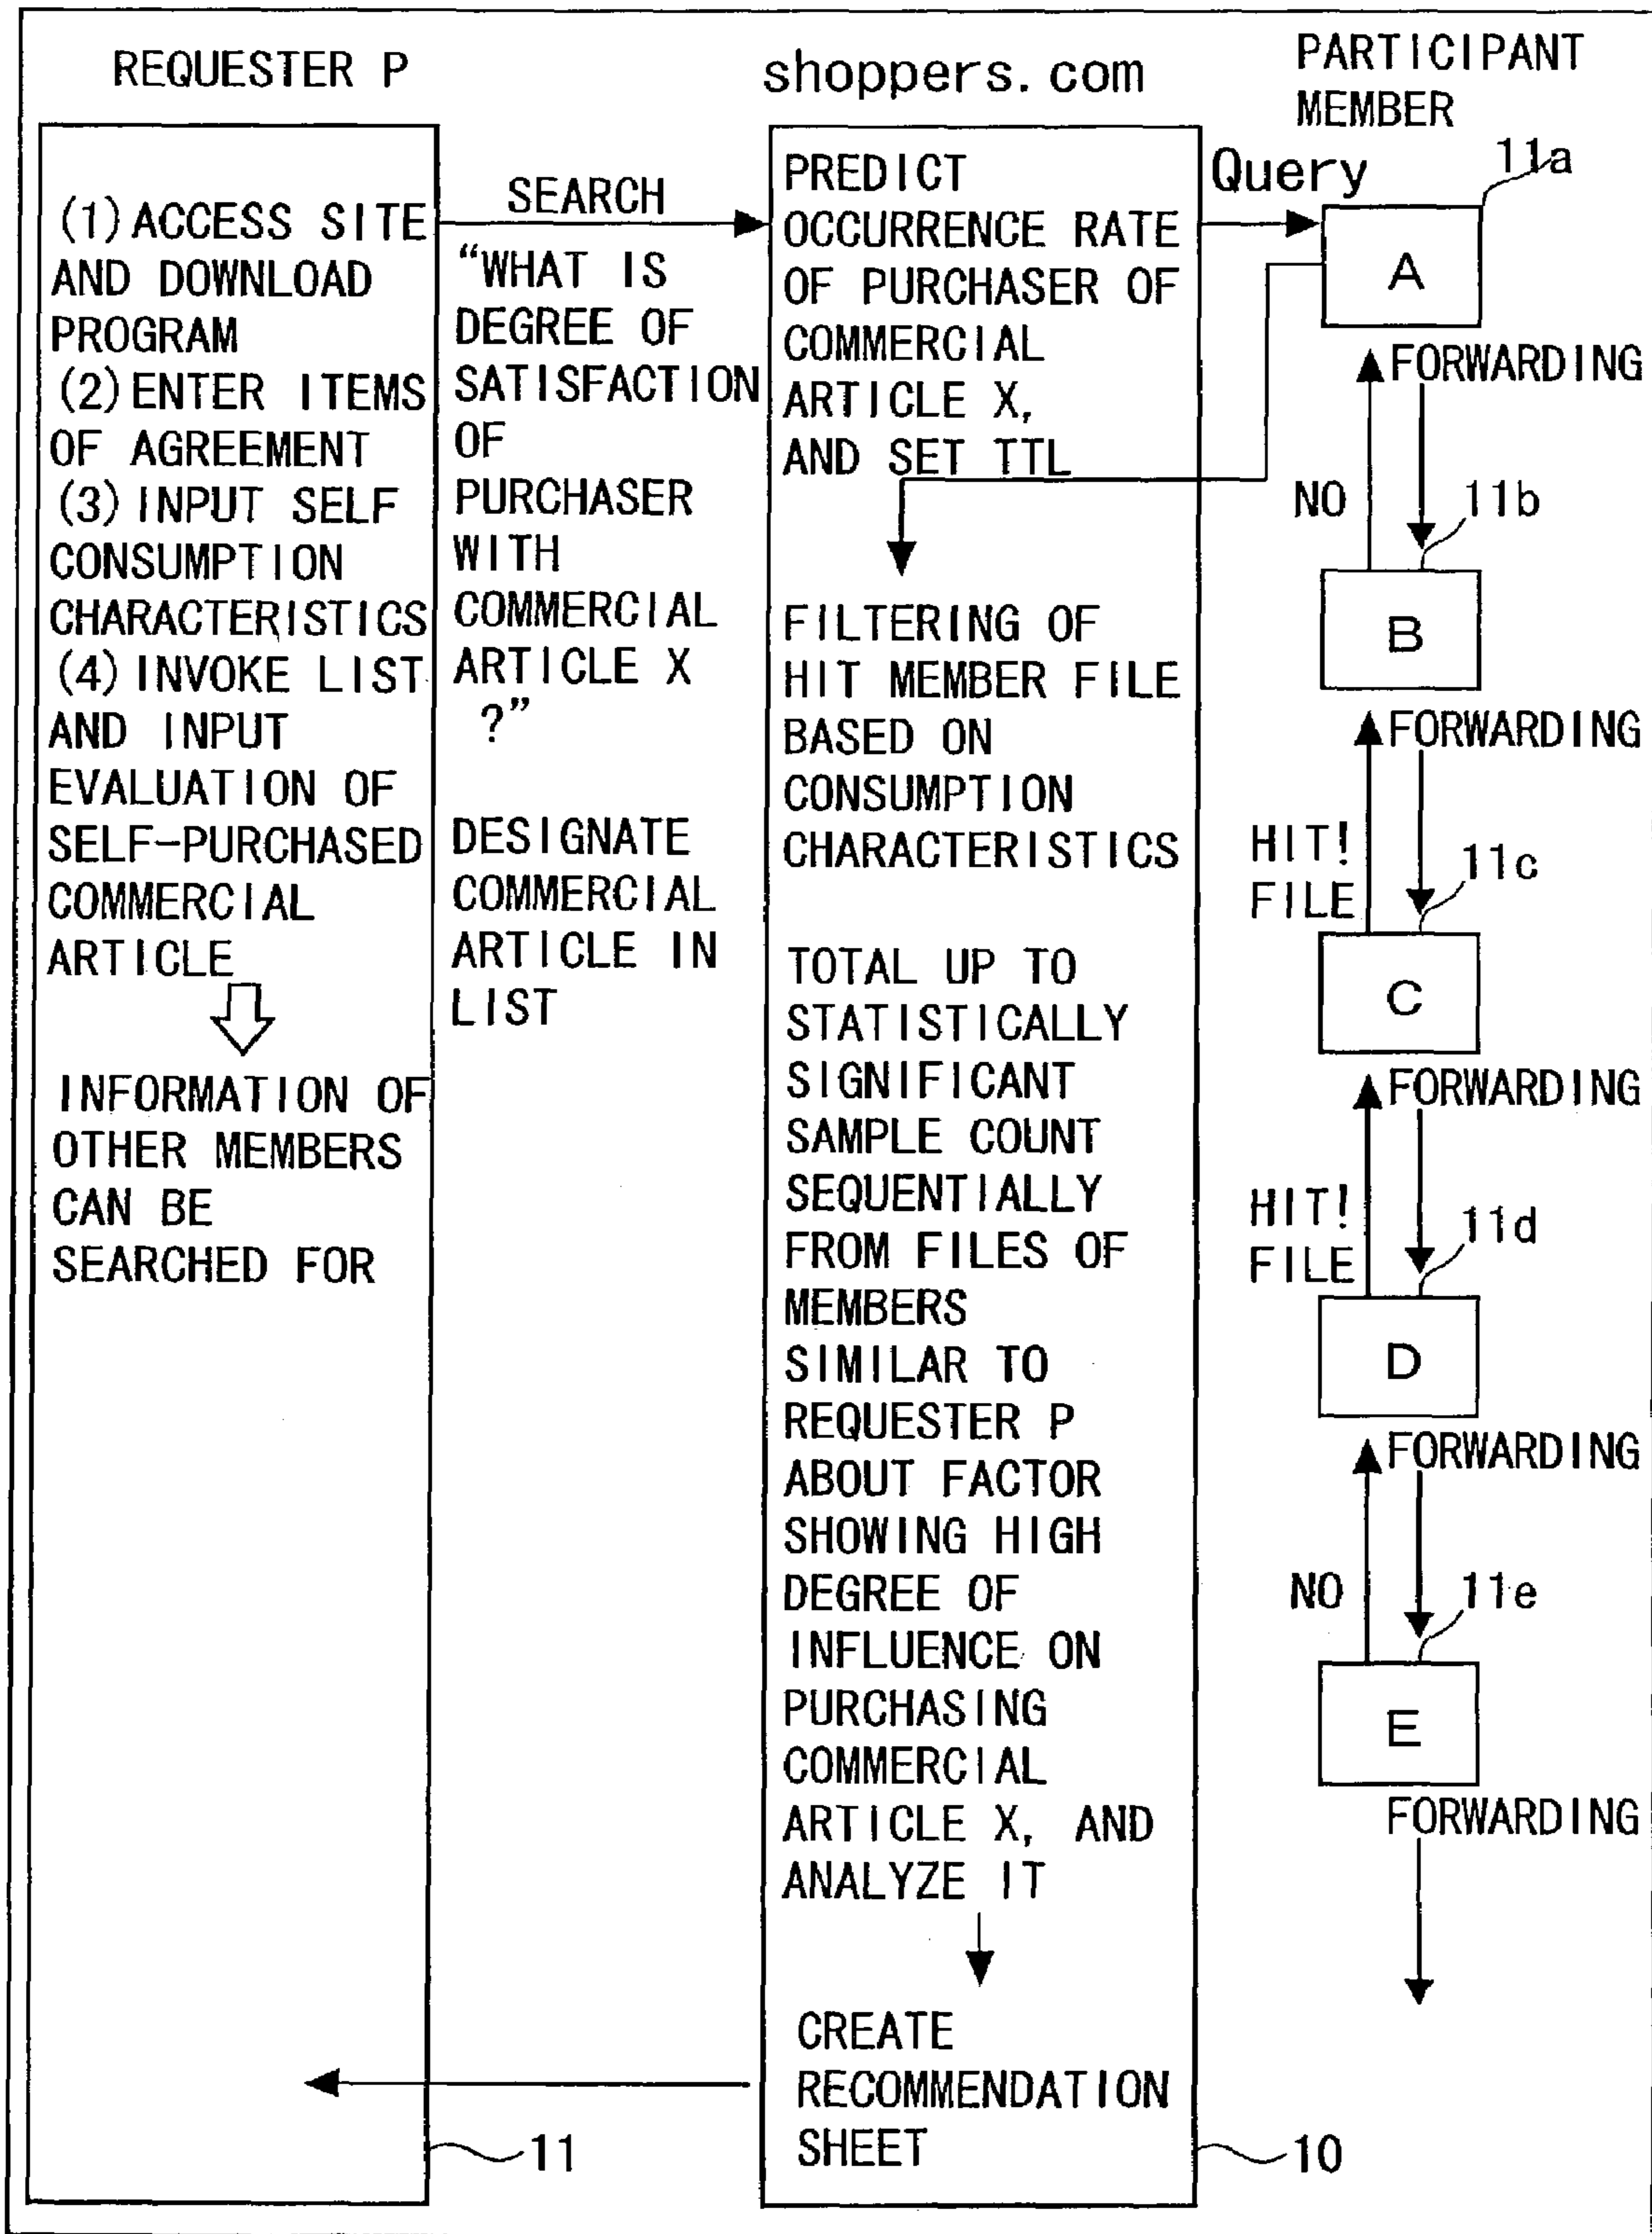 REQUESTER P
(1) ACCESS SITE
AND DOWNLOAD
PROGRAM
(2) ENTER ITEMS
OF AGREEMENT
(3) INPUT SELF
CONSUMPTION
CHARACTERISTICS
(4) INVOKE LIST
AND INPUT
EVALUATION OF
SELF-PURCHASED
COMMERCIAL
ARTICLE
INFORMATION OF
OTHER MEMBERS
CAN BE
SEARCHED FOR
11
SEARCH
"WHAT IS
DEGREE OF
SATISFACTION
OF
PURCHASER
WITH
COMMERCIAL
ARTICLE X
?"
DESIGNATE
COMMERCIAL
ARTICLE IN
LIST
shoppers.com
PREDICT
OCCURRENCE RATE
OF PURCHASER OF
COMMERCIAL
ARTICLE X,
AND SET TTL
FILTERING OF
HIT MEMBER FILE
BASED ON
CONSUMPTION
CHARACTERISTICS
TOTAL UP TO
STATISTICALLY
SIGNIFICANT
SAMPLE COUNT
SEQUENTIALLY
FROM FILES OF
MEMBERS
SIMILAR TO
REQUESTER P
ABOUT FACTOR
SHOWING HIGH
DEGREE OF
INFLUENCE ON
PURCHASING
COMMERCIAL
ARTICLE X, AND
ANALYZE IT
CREATE
RECOMMENDATION
SHEET
10
PARTICIPANT
MEMBER
Query
11a
A
FORWARDING
NO
11b
B
FORWARDING
HIT!
FILE
11c
C
FORWARDING
HIT!
FILE
11d
D
FORWARDING
NO
11e
E
FORWARDING